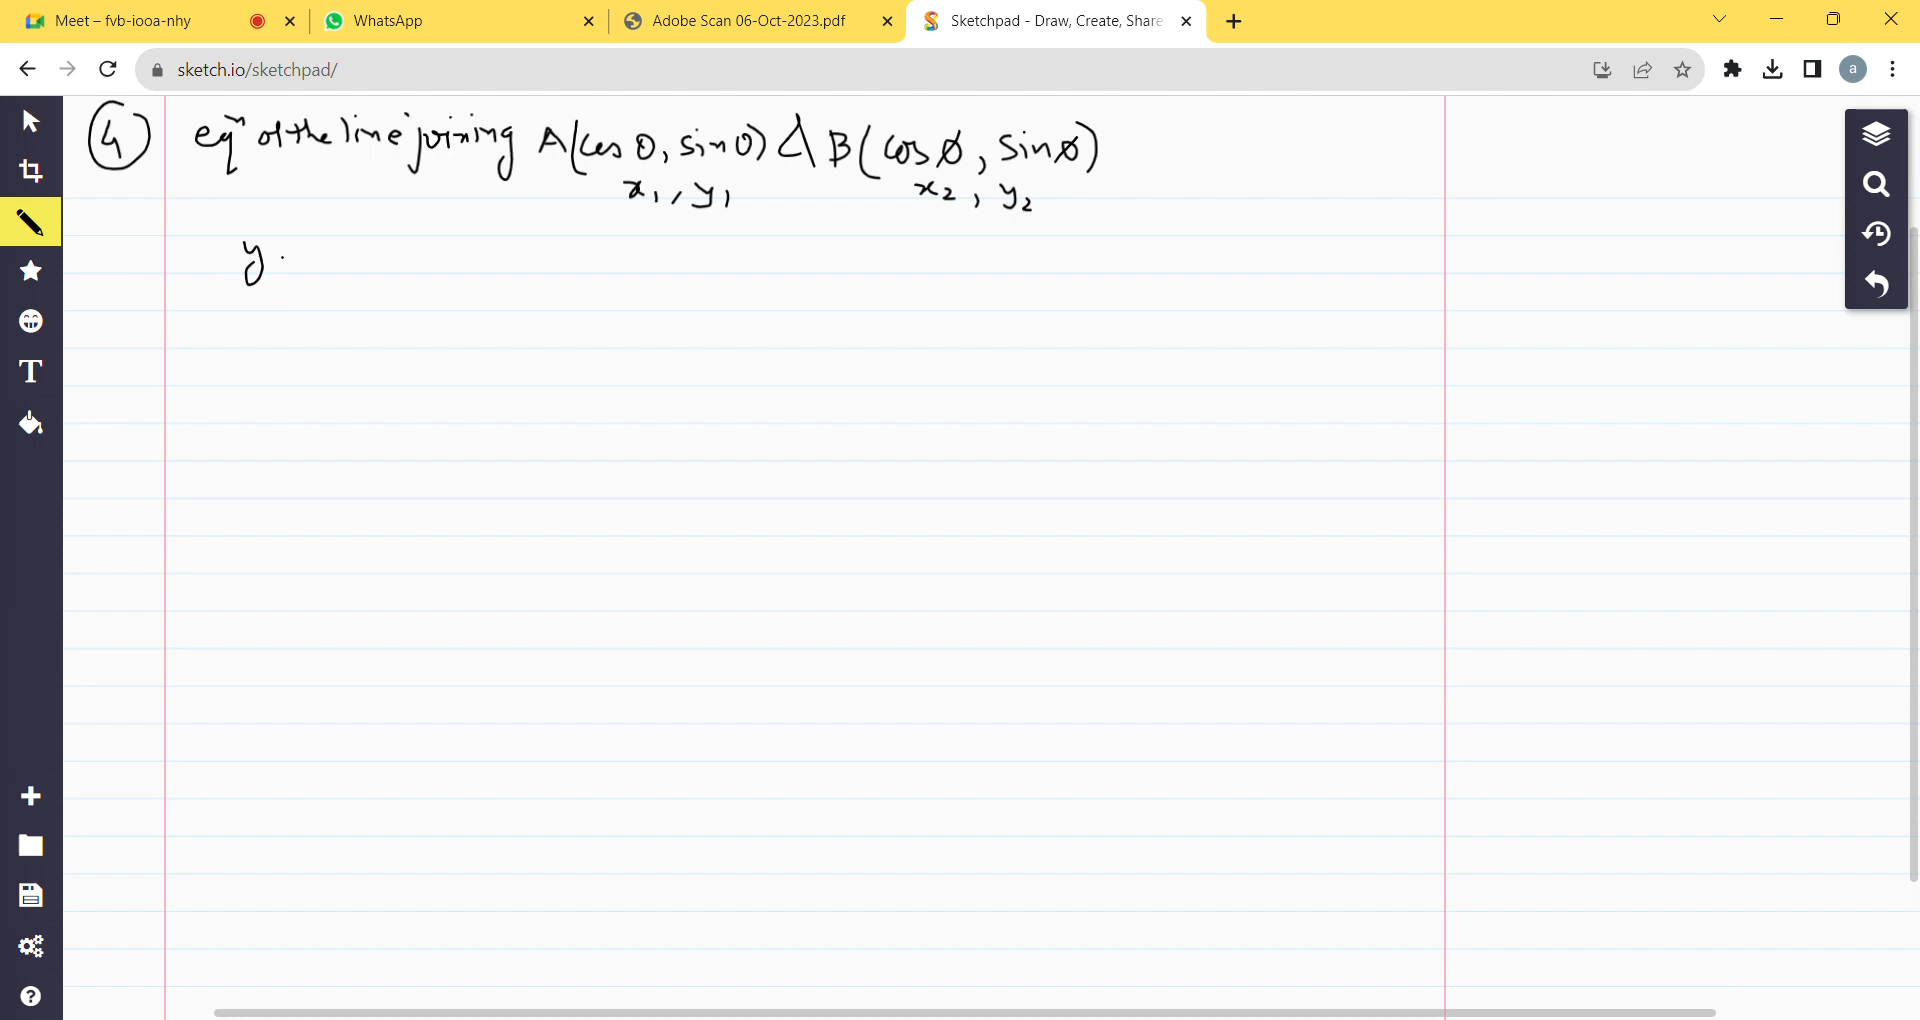 Meet – fvb-iooa-nhy
WhatsApp
Adobe Scan 06-Oct-2023.pdf
Sketchpad - Draw, Create, Share
sketch.io/sketchpad/
a
④ eqⁿ of the line joining A(cos θ, sin θ) & B(cos ø, sin ø)
x₁, y₁ x₂, y₂
y
T